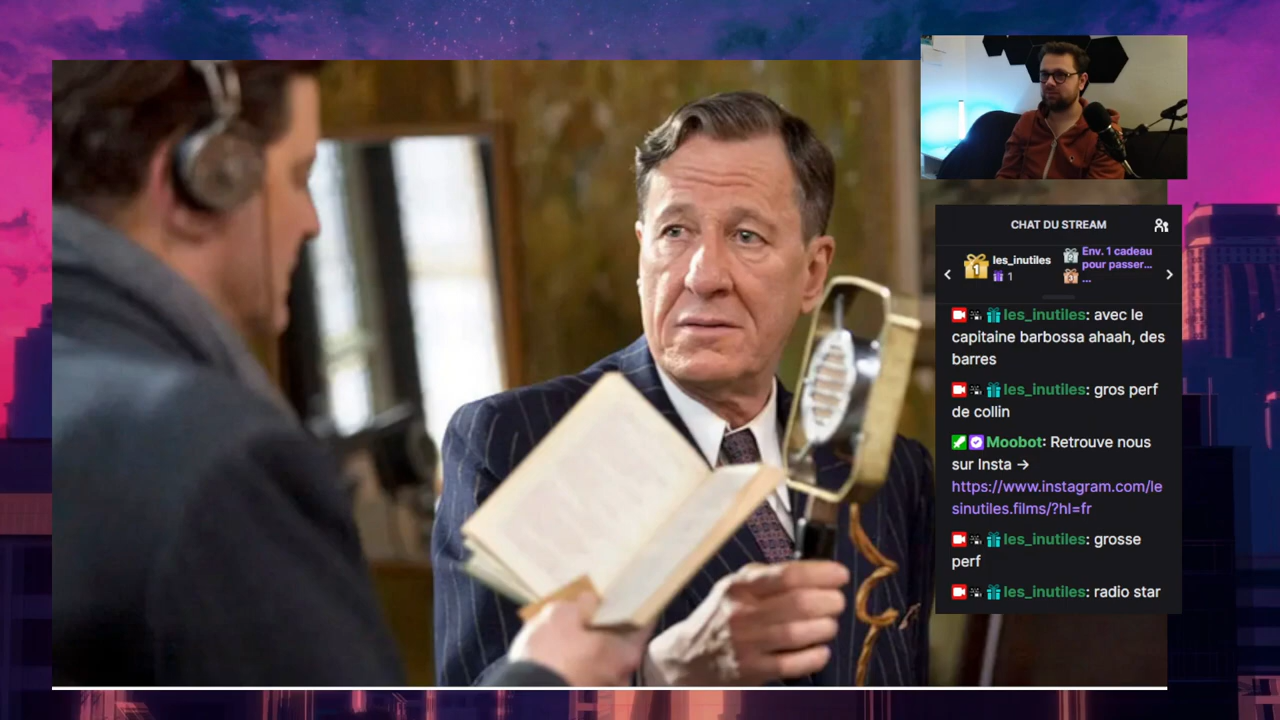 CHAT DU STREAM
1
les_inutiles
1
Env. 1 cadeau
pour passer...
...
les_inutiles: avec le
capitaine barbossa ahaah, des
barres
les_inutiles: gros perf
de collin
Moobot: Retrouve nous
sur Insta →
https://www.instagram.com/le
sinutiles.films/?hl=fr
les_inutiles: grosse
perf
les_inutiles: radio star